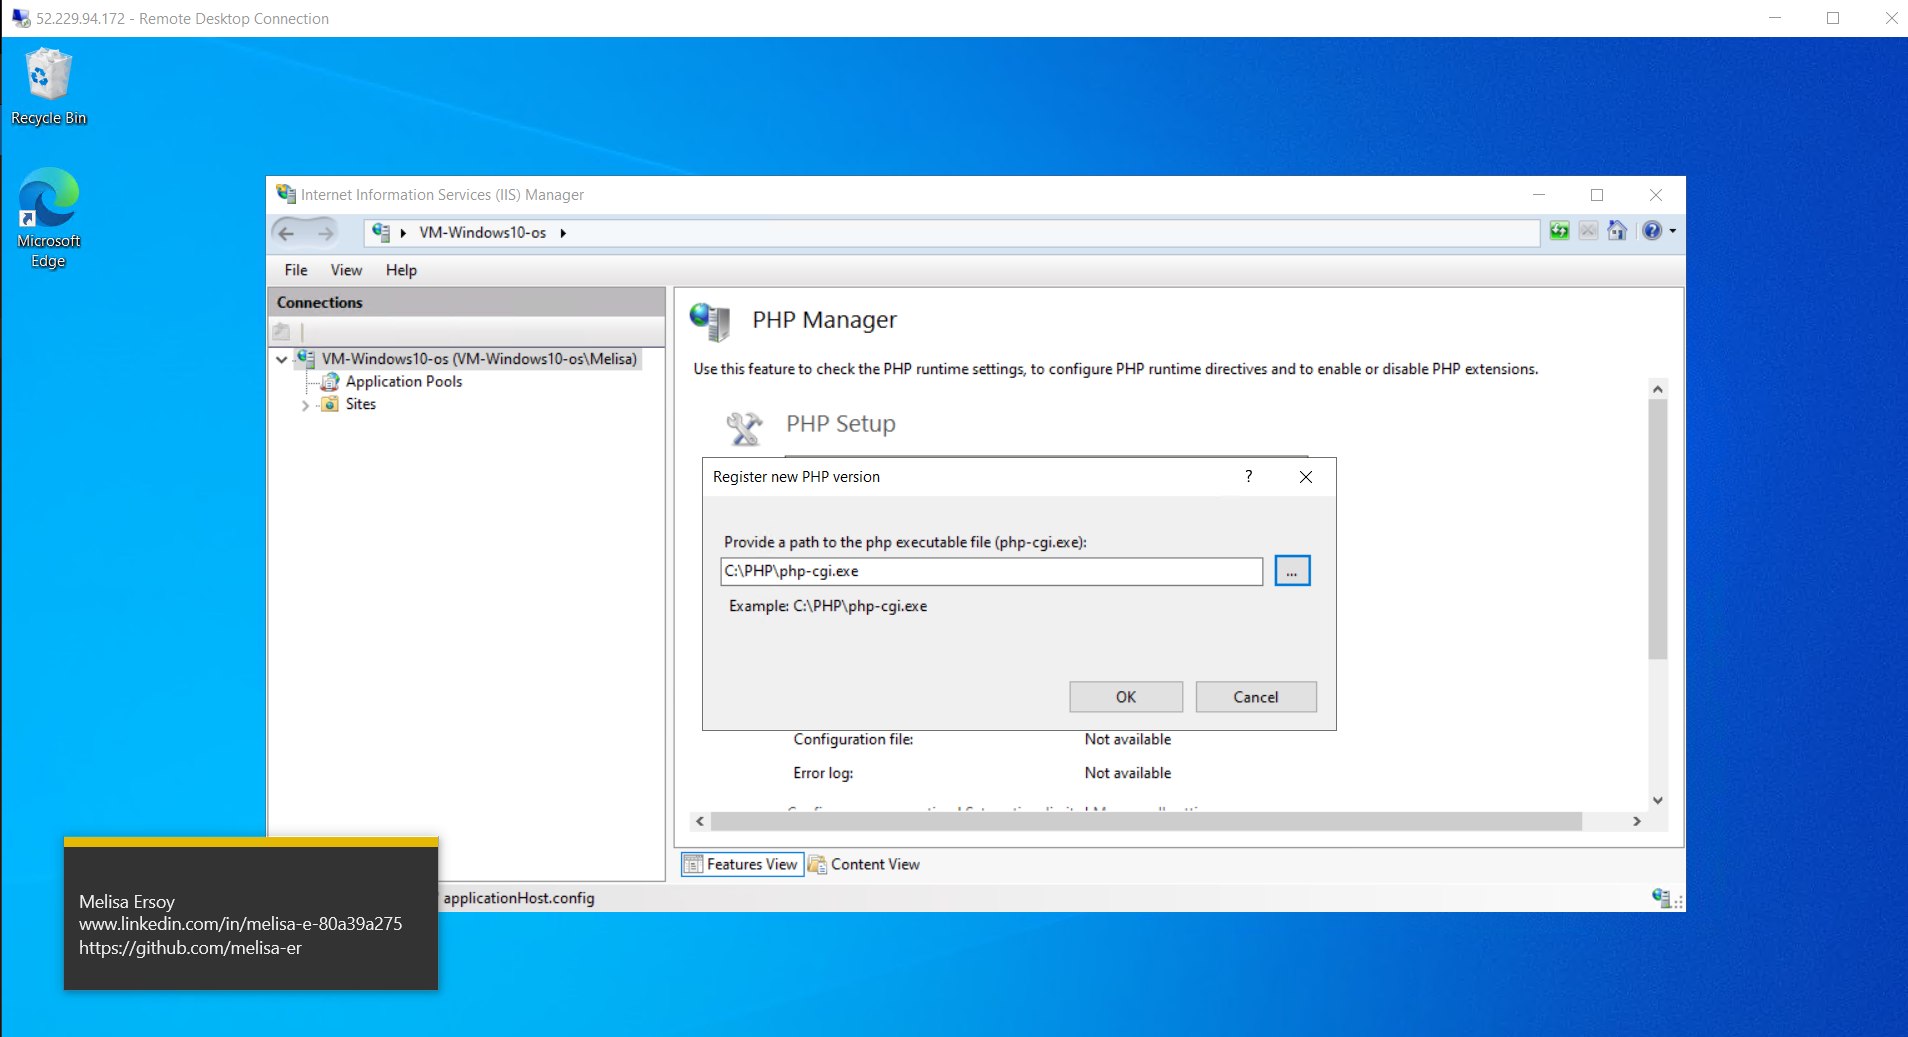 52.229.94.172 - Remote Desktop Connection
Recycle Bin
Microsoft
Edge
Internet Information Services (IIS) Manager
VM-Windows10-os
File View Help
Connections
VM-Windows10-os (VM-Windows10-os\Melisa)
Application Pools
Sites
PHP Manager
Use this feature to check the PHP runtime settings, to configure PHP runtime directives and to enable or disable PHP extensions.
PHP Setup
Register new PHP version
?
Provide a path to the php executable file (php-cgi.exe):
C:\PHP\php-cgi.exe
...
Example: C:\PHP\php-cgi.exe
OK Cancel
Configuration file: Not available
Error log: Not available
Features View Content View
applicationHost.config
Melisa Ersoy
www.linkedin.com/in/melisa-e-80a39a275
https://github.com/melisa-er